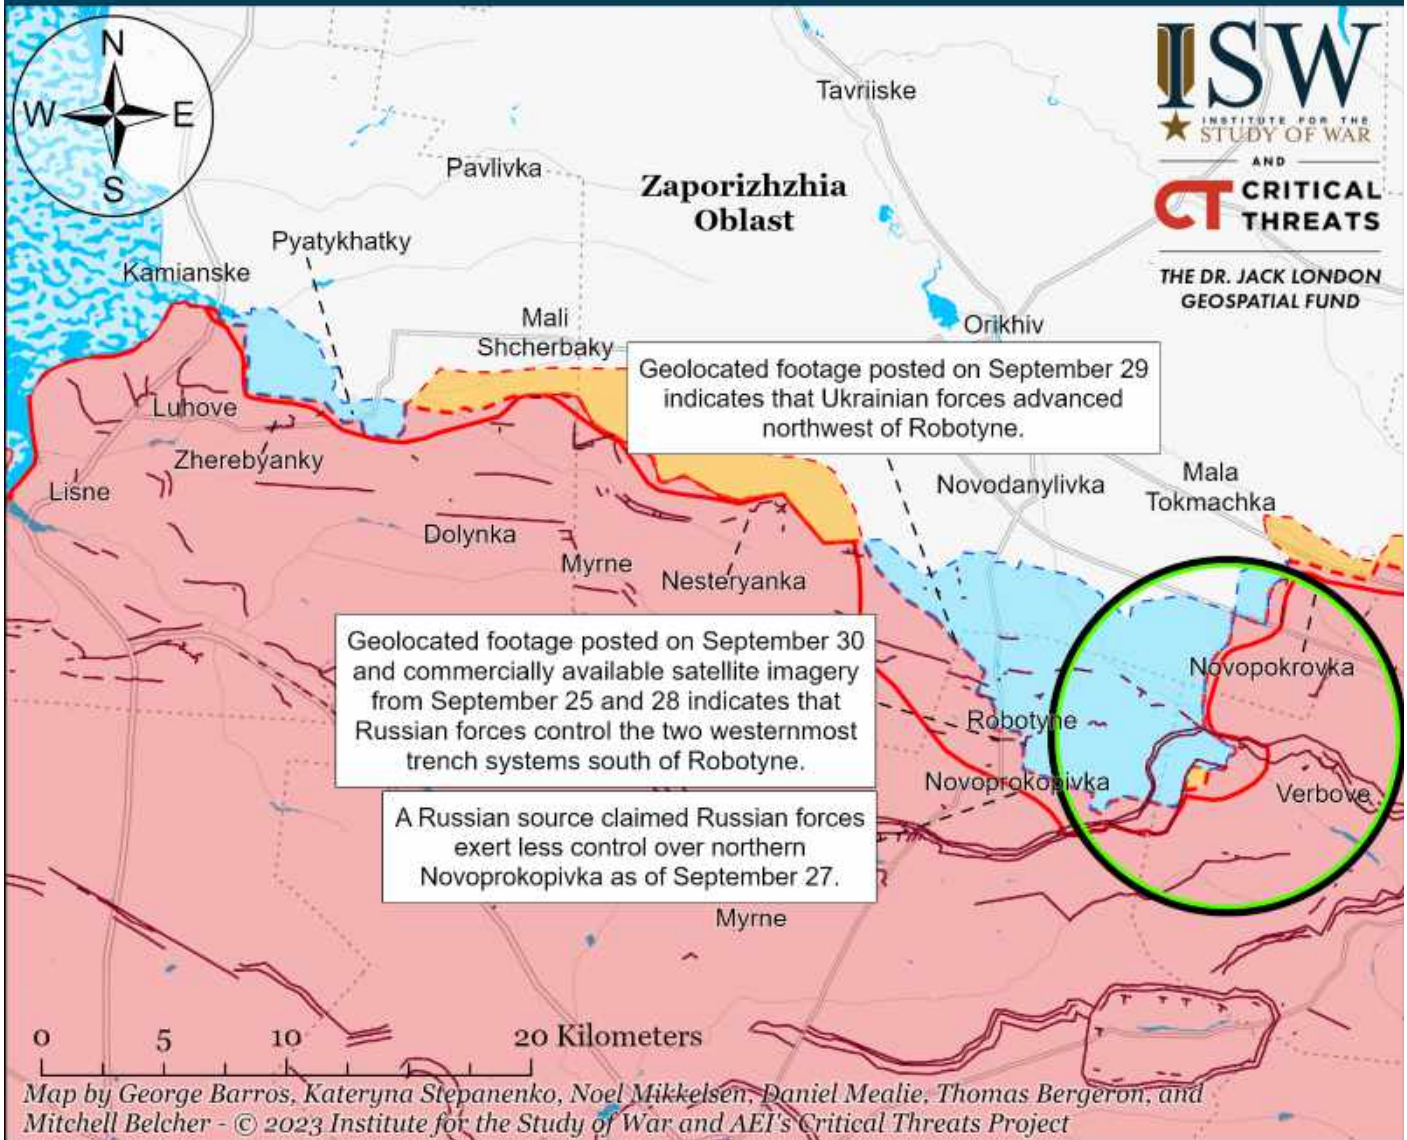 N
W
E
S
ISW
INSTITUTE FOR THE
STUDY OF WAR
AND
CT CRITICAL
THREATS
THE DR. JACK LONDON
GEOSPATIAL FUND
Tavriiske
Pavlivka
Zaporizhzhia
Oblast
Pyatykhatky
Kamianske
Mali
Shcherbaky
Orikhiv
Geolocated footage posted on September 29
indicates that Ukrainian forces advanced
northwest of Robotyne.
Luhove
Zherebyanky
Lisne
Novodanylivka
Mala
Tokmachka
Dolynka
Myrne
Nesteryanka
Geolocated footage posted on September 30
and commercially available satellite imagery
from September 25 and 28 indicates that
Russian forces control the two westernmost
trench systems south of Robotyne.
Novopokrovka
Robotyne
Novoprokopivka
Verbove
A Russian source claimed Russian forces
exert less control over northern
Novoprokopivka as of September 27.
Myrne
0 5 10 20 Kilometers
Map by George Barros, Kateryna Stepanenko, Noel Mikkelsen, Daniel Mealie, Thomas Bergeron, and
Mitchell Belcher - © 2023 Institute for the Study of War and AEI's Critical Threats Project